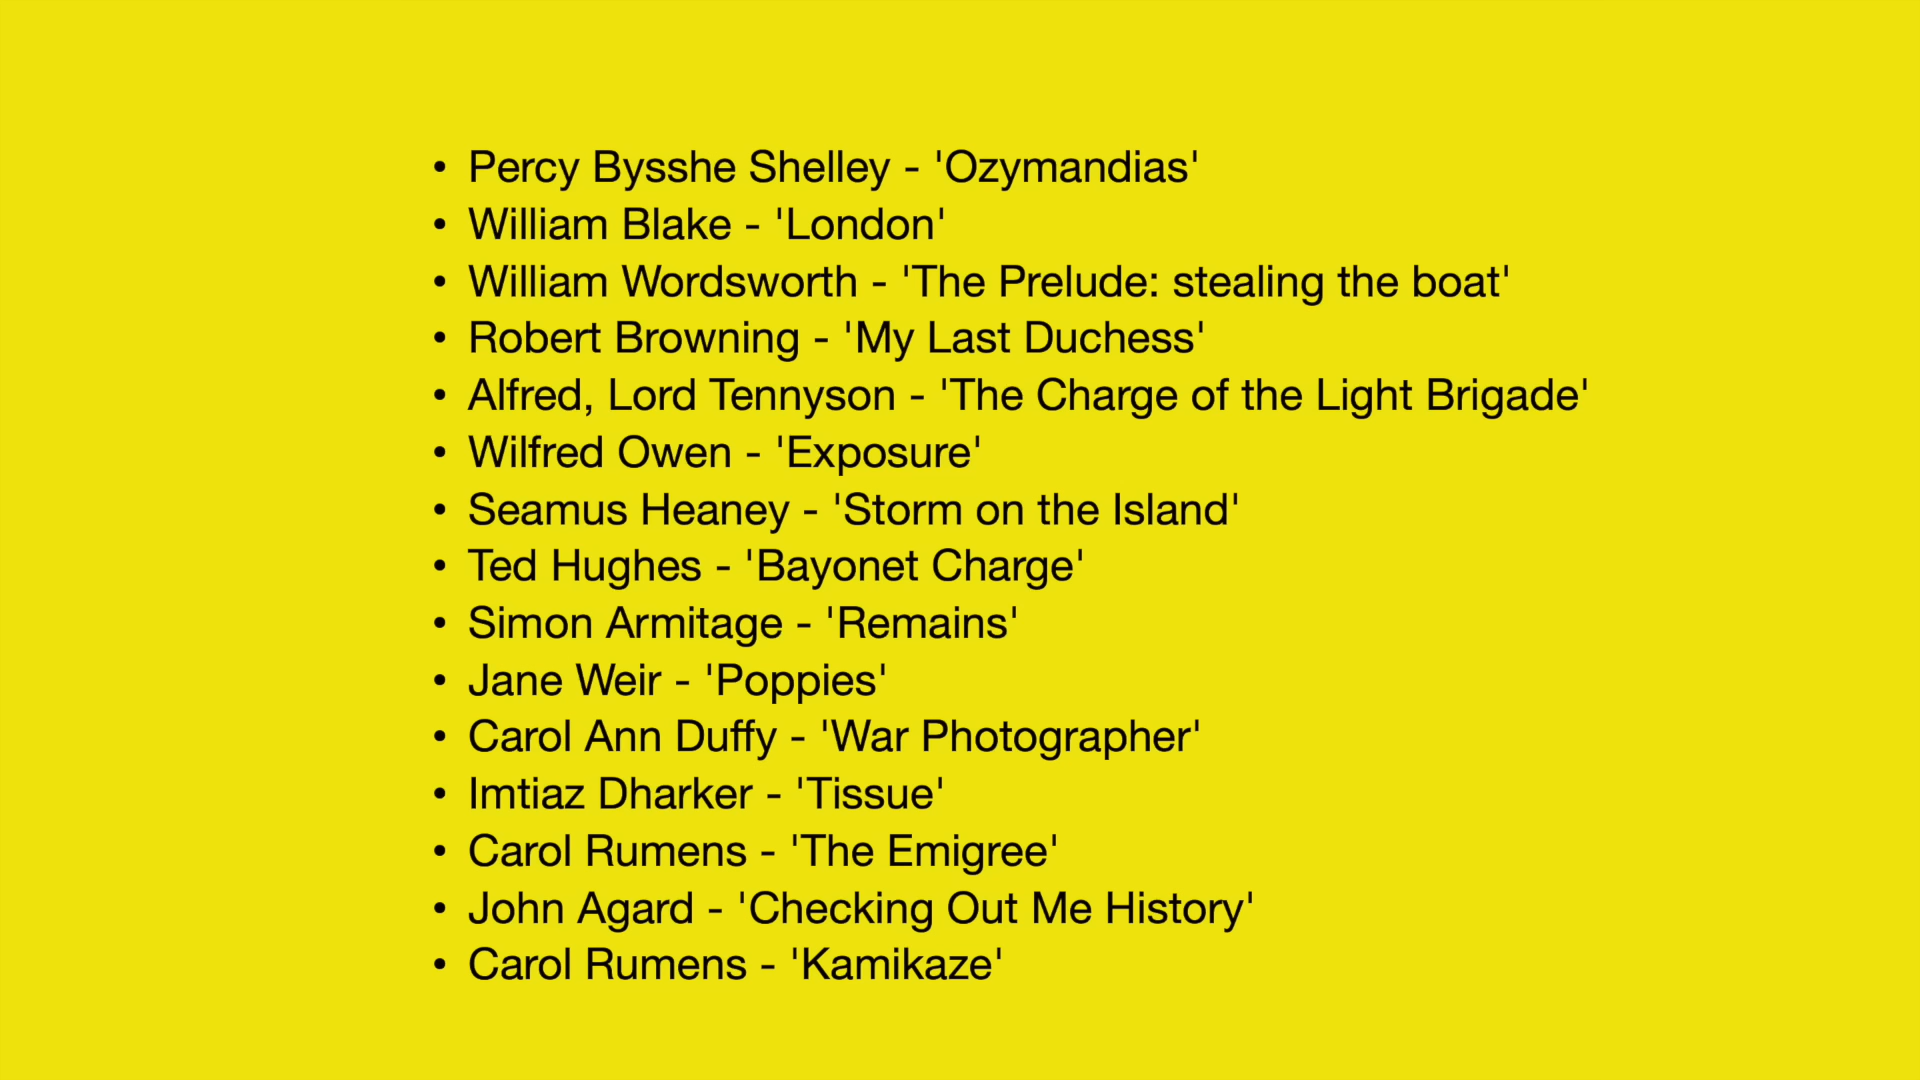 • Percy Bysshe Shelley - 'Ozymandias'
• William Blake - 'London'
• William Wordsworth - 'The Prelude: stealing the boat'
• Robert Browning - 'My Last Duchess'
• Alfred, Lord Tennyson - 'The Charge of the Light Brigade'
• Wilfred Owen - 'Exposure'
• Seamus Heaney - 'Storm on the Island'
• Ted Hughes - 'Bayonet Charge'
• Simon Armitage - 'Remains'
• Jane Weir - 'Poppies'
• Carol Ann Duffy - 'War Photographer'
• Imtiaz Dharker - 'Tissue'
• Carol Rumens - 'The Emigree'
• John Agard - 'Checking Out Me History'
• Carol Rumens - 'Kamikaze'